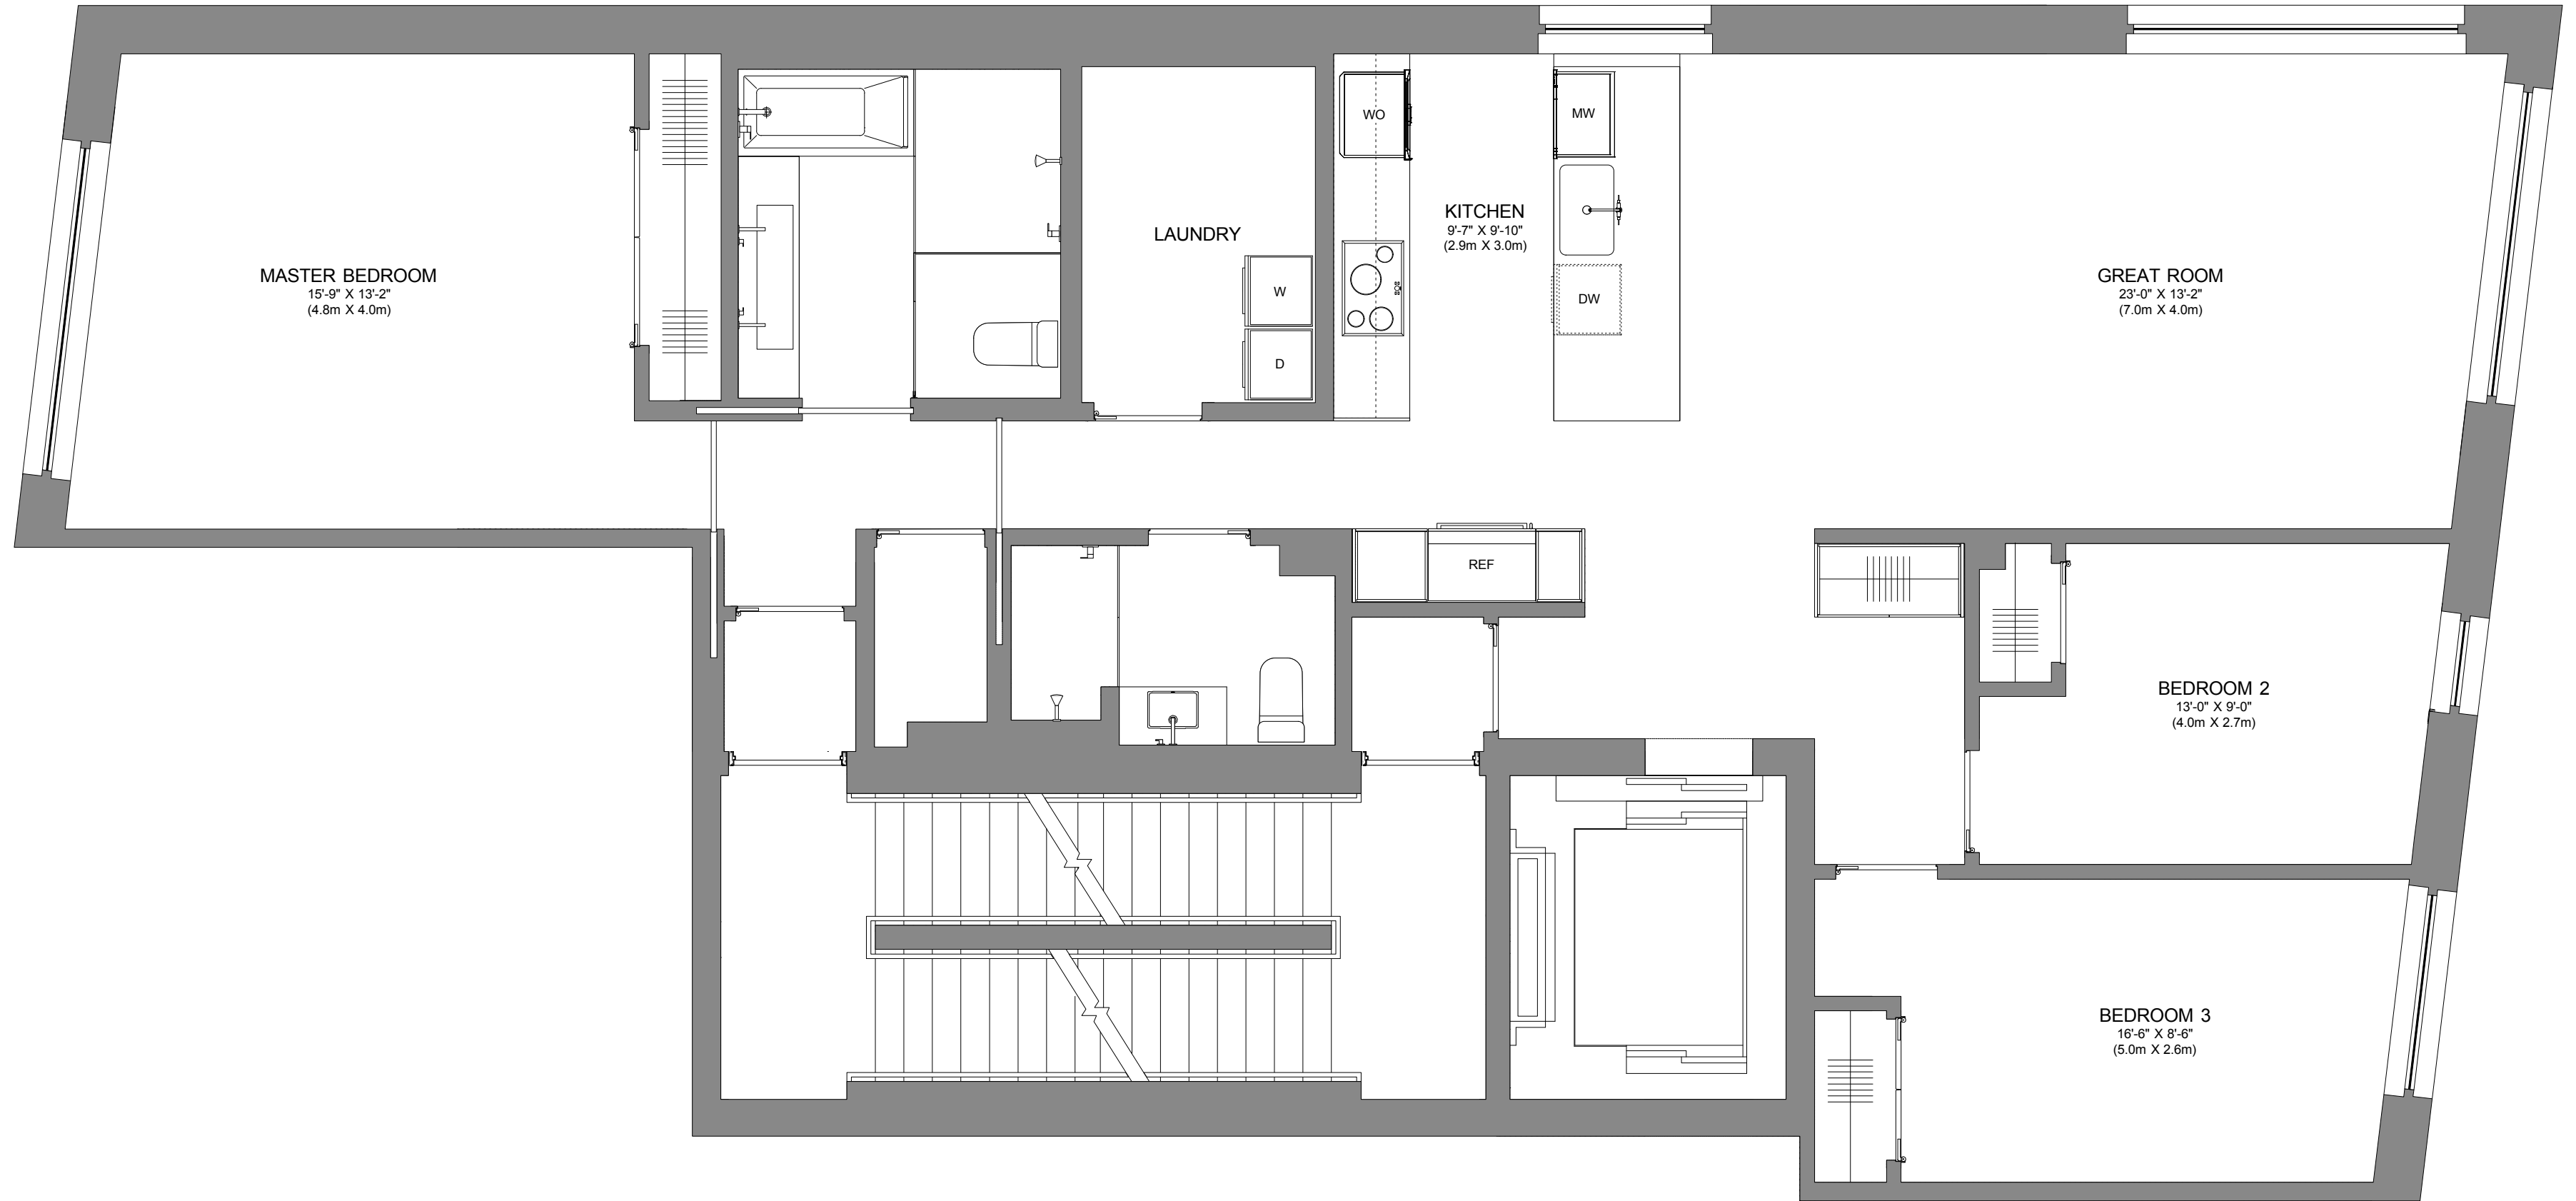 MASTER BEDROOM
15'-9" X 13'-2"
(4.8m X 4.0m)
LAUNDRY
W
D
WO
KITCHEN
9'-7" X 9'-10"
(2.9m X 3.0m)
MW
DW
GREAT ROOM
23'-0" X 13'-2"
(7.0m X 4.0m)
REF
BEDROOM 2
13'-0" X 9'-0"
(4.0m X 2.7m)
BEDROOM 3
16'-6" X 8'-6"
(5.0m X 2.6m)